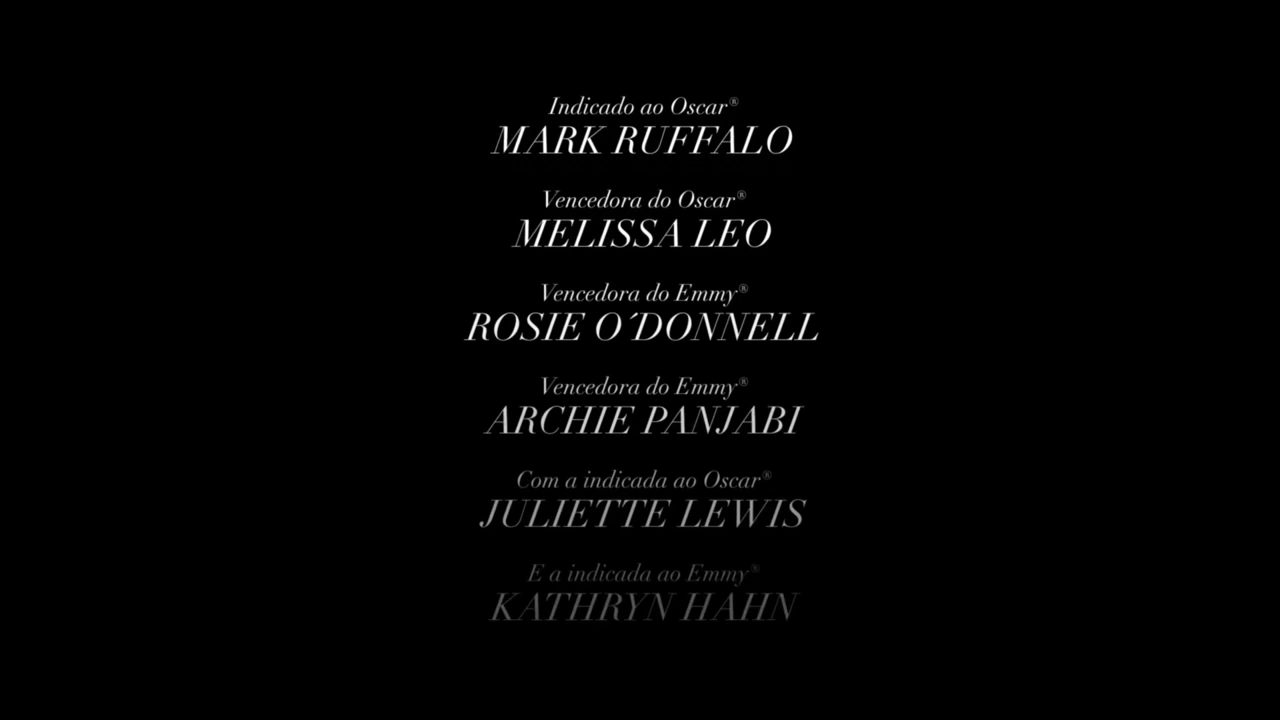 Indicado ao Oscar®
MARK RUFFALO
Vencedora do Oscar®
MELISSA LEO
Vencedora do Emmy®
ROSIE O´DONNELL
Vencedora do Emmy®
ARCHIE PANJABI
Com a indicada ao Oscar®
JULIETTE LEWIS
E a indicada ao Emmy®
KATHRYN HAHN